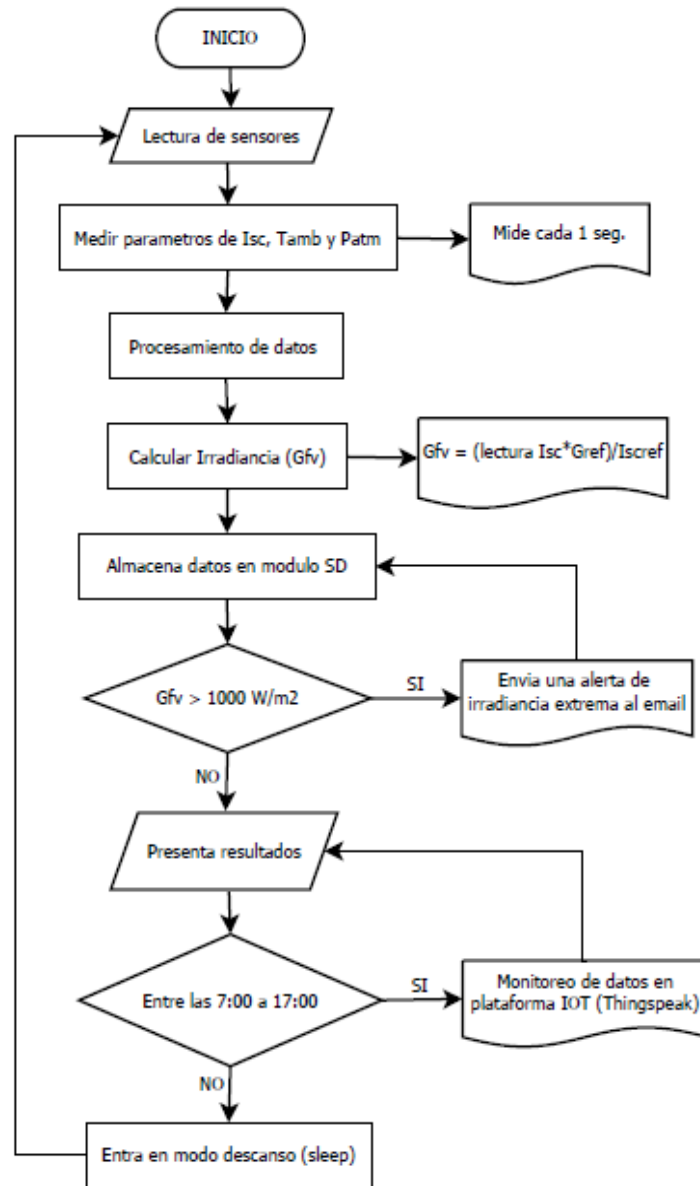 INICIO
Lectura de sensores
Medir parametros de Isc, Tamb y Patm
Mide cada 1 seg.
Procesamiento de datos
Calcular Irradiancia (Gfv)
Gfv = (lectura Isc*Gref)/Iscref
Almacena datos en modulo SD
Gfv > 1000 W/m2
SI
Envia una alerta de
irradiancia extrema al email
NO
Presenta resultados
Entre las 7:00 a 17:00
SI
Monitoreo de datos en
plataforma IOT (Thingspeak)
NO
Entra en modo descanso (sleep)